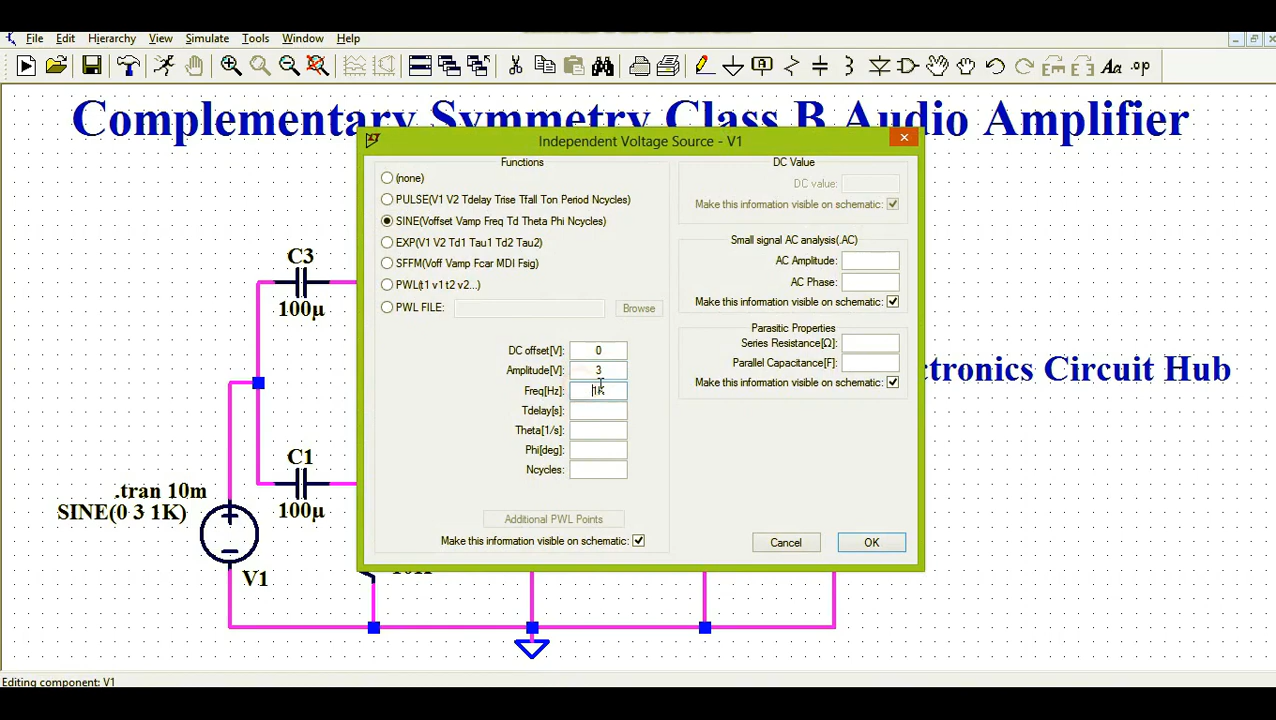 File Edit Hierarchy View Simulate Tools Window Help
Complementary Symmetry Class B Audio Amplifier
Independent Voltage Source - V1
Functions
(none)
PULSE(V1 V2 Tdelay Trise Tfall Ton Period Ncycles)
SINE(Voffset Vamp Freq Td Theta Phi Ncycles)
EXP(V1 V2 Td1 Tau1 Td2 Tau2)
SFFM(Voff Vamp Fcar MDI Fsig)
PWL(t1 v1 t2 v2...)
PWL FILE: Browse
DC offset[V]: 0
Amplitude[V]: 3
Freq[Hz]: 1K
Tdelay[s]:
Theta[1/s]:
Phi[deg]:
Ncycles:
Additional PWL Points
Make this information visible on schematic:
DC Value
DC value:
Make this information visible on schematic:
Small signal AC analysis(.AC)
AC Amplitude:
AC Phase:
Make this information visible on schematic:
Parasitic Properties
Series Resistance[Ω]:
Parallel Capacitance[F]:
Make this information visible on schematic:
Cancel OK
C3
100µ
ctronics Circuit Hub
C1
100µ
.tran 10m
SINE(0 3 1K)
V1
Editing component: V1
.op